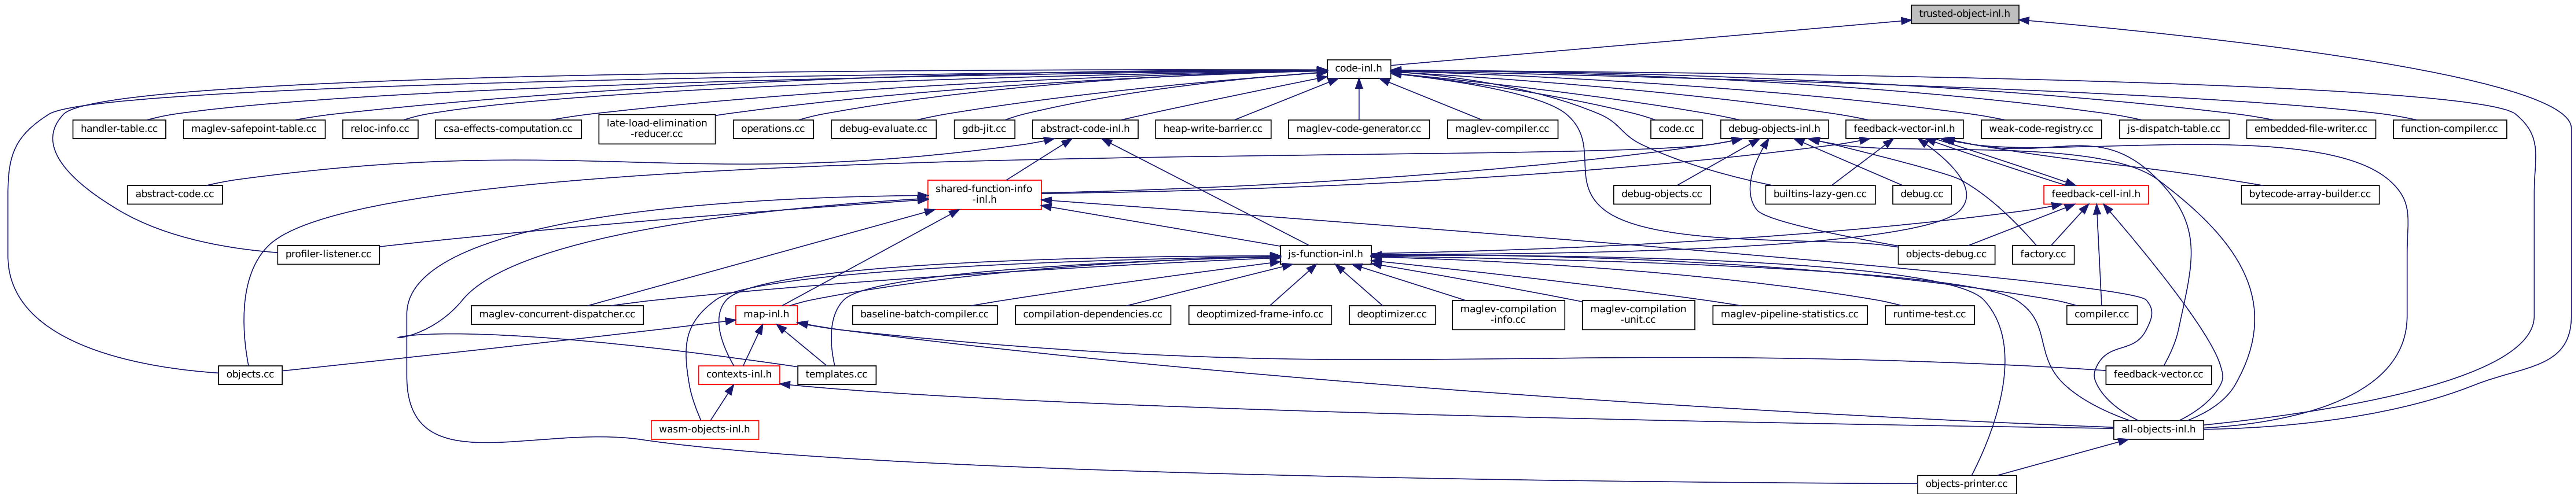 trusted-object-inl.h
code-inl.h
handler-table.cc
maglev-safepoint-table.cc
reloc-info.cc
csa-effects-computation.cc
late-load-elimination
-reducer.cc
operations.cc
debug-evaluate.cc
gdb-jit.cc
abstract-code-inl.h
heap-write-barrier.cc
maglev-code-generator.cc
maglev-compiler.cc
code.cc
debug-objects-inl.h
feedback-vector-inl.h
weak-code-registry.cc
js-dispatch-table.cc
embedded-file-writer.cc
function-compiler.cc
abstract-code.cc
shared-function-info
-inl.h
debug-objects.cc
builtins-lazy-gen.cc
debug.cc
feedback-cell-inl.h
bytecode-array-builder.cc
profiler-listener.cc
js-function-inl.h
objects-debug.cc
factory.cc
maglev-concurrent-dispatcher.cc
map-inl.h
baseline-batch-compiler.cc
compilation-dependencies.cc
deoptimized-frame-info.cc
deoptimizer.cc
maglev-compilation
-info.cc
maglev-compilation
-unit.cc
maglev-pipeline-statistics.cc
runtime-test.cc
compiler.cc
objects.cc
contexts-inl.h
templates.cc
feedback-vector.cc
wasm-objects-inl.h
all-objects-inl.h
objects-printer.cc